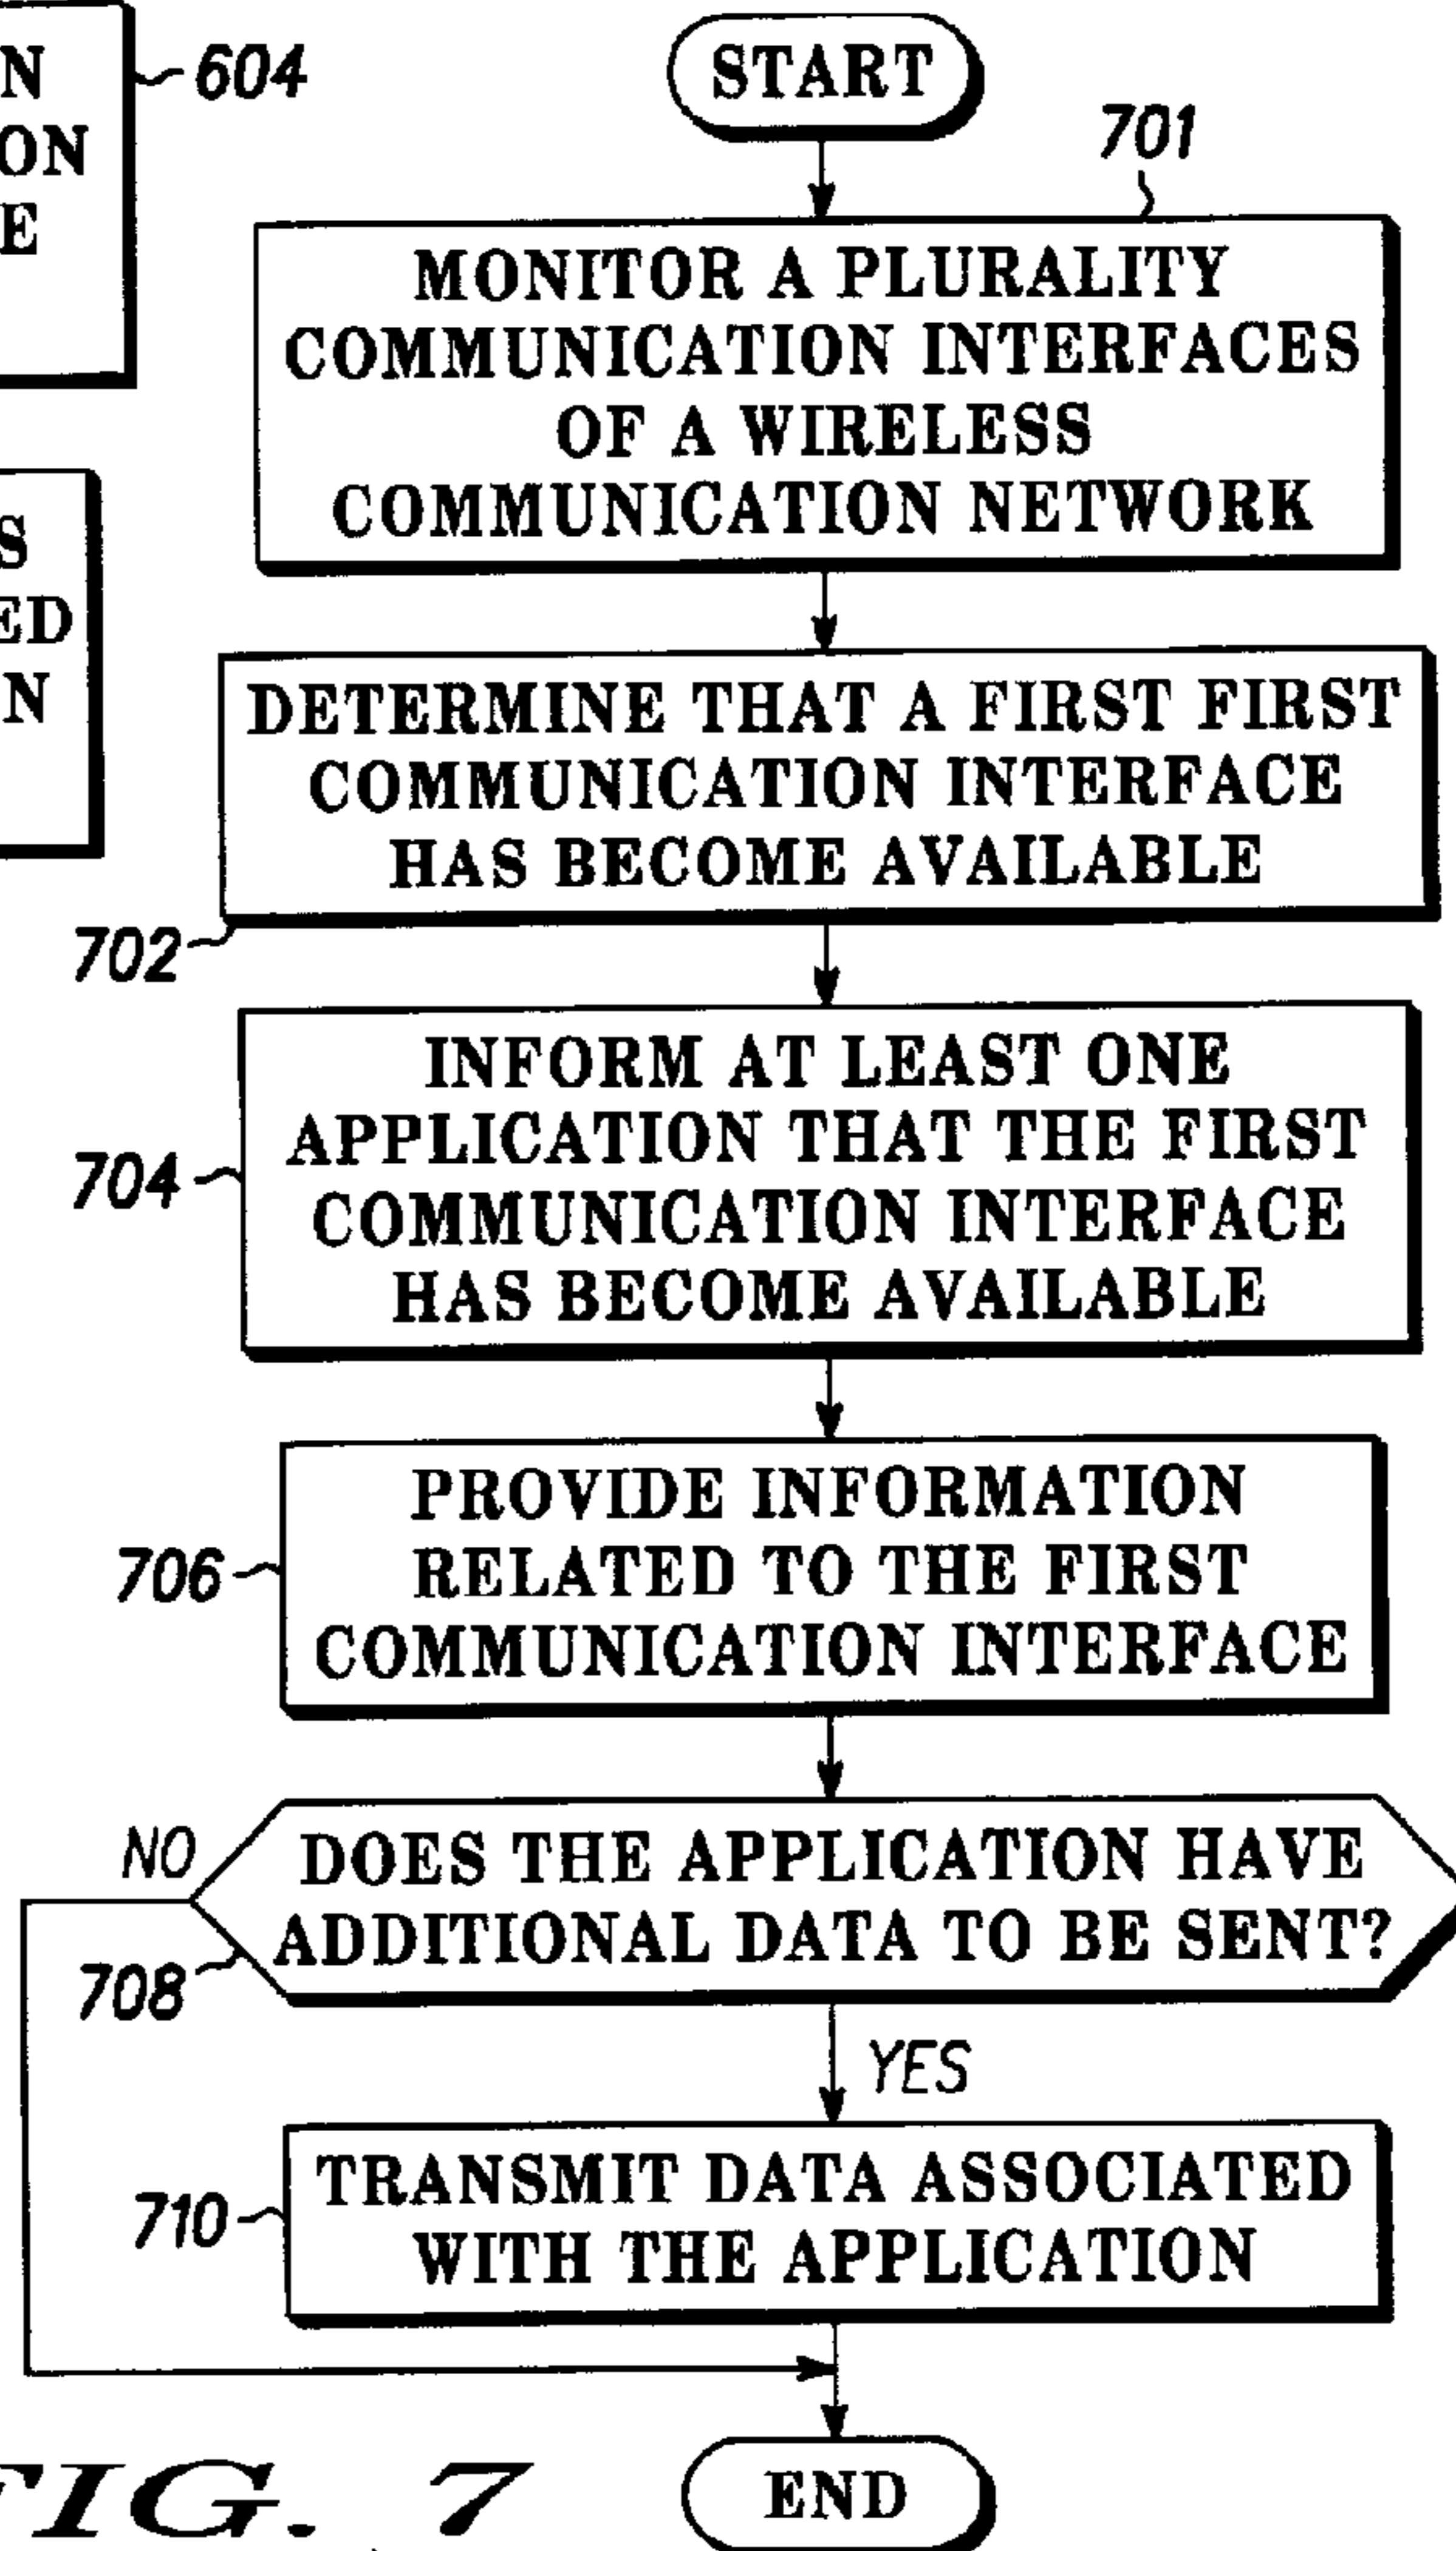 N
ON
E
604
S
ED
N
START
701
MONITOR A PLURALITY
COMMUNICATION INTERFACES
OF A WIRELESS
COMMUNICATION NETWORK
DETERMINE THAT A FIRST FIRST
COMMUNICATION INTERFACE
HAS BECOME AVAILABLE
702
INFORM AT LEAST ONE
APPLICATION THAT THE FIRST
COMMUNICATION INTERFACE
HAS BECOME AVAILABLE
704
PROVIDE INFORMATION
RELATED TO THE FIRST
COMMUNICATION INTERFACE
706
NO
DOES THE APPLICATION HAVE
ADDITIONAL DATA TO BE SENT?
708
YES
TRANSMIT DATA ASSOCIATED
WITH THE APPLICATION
710
END
FIG. 7